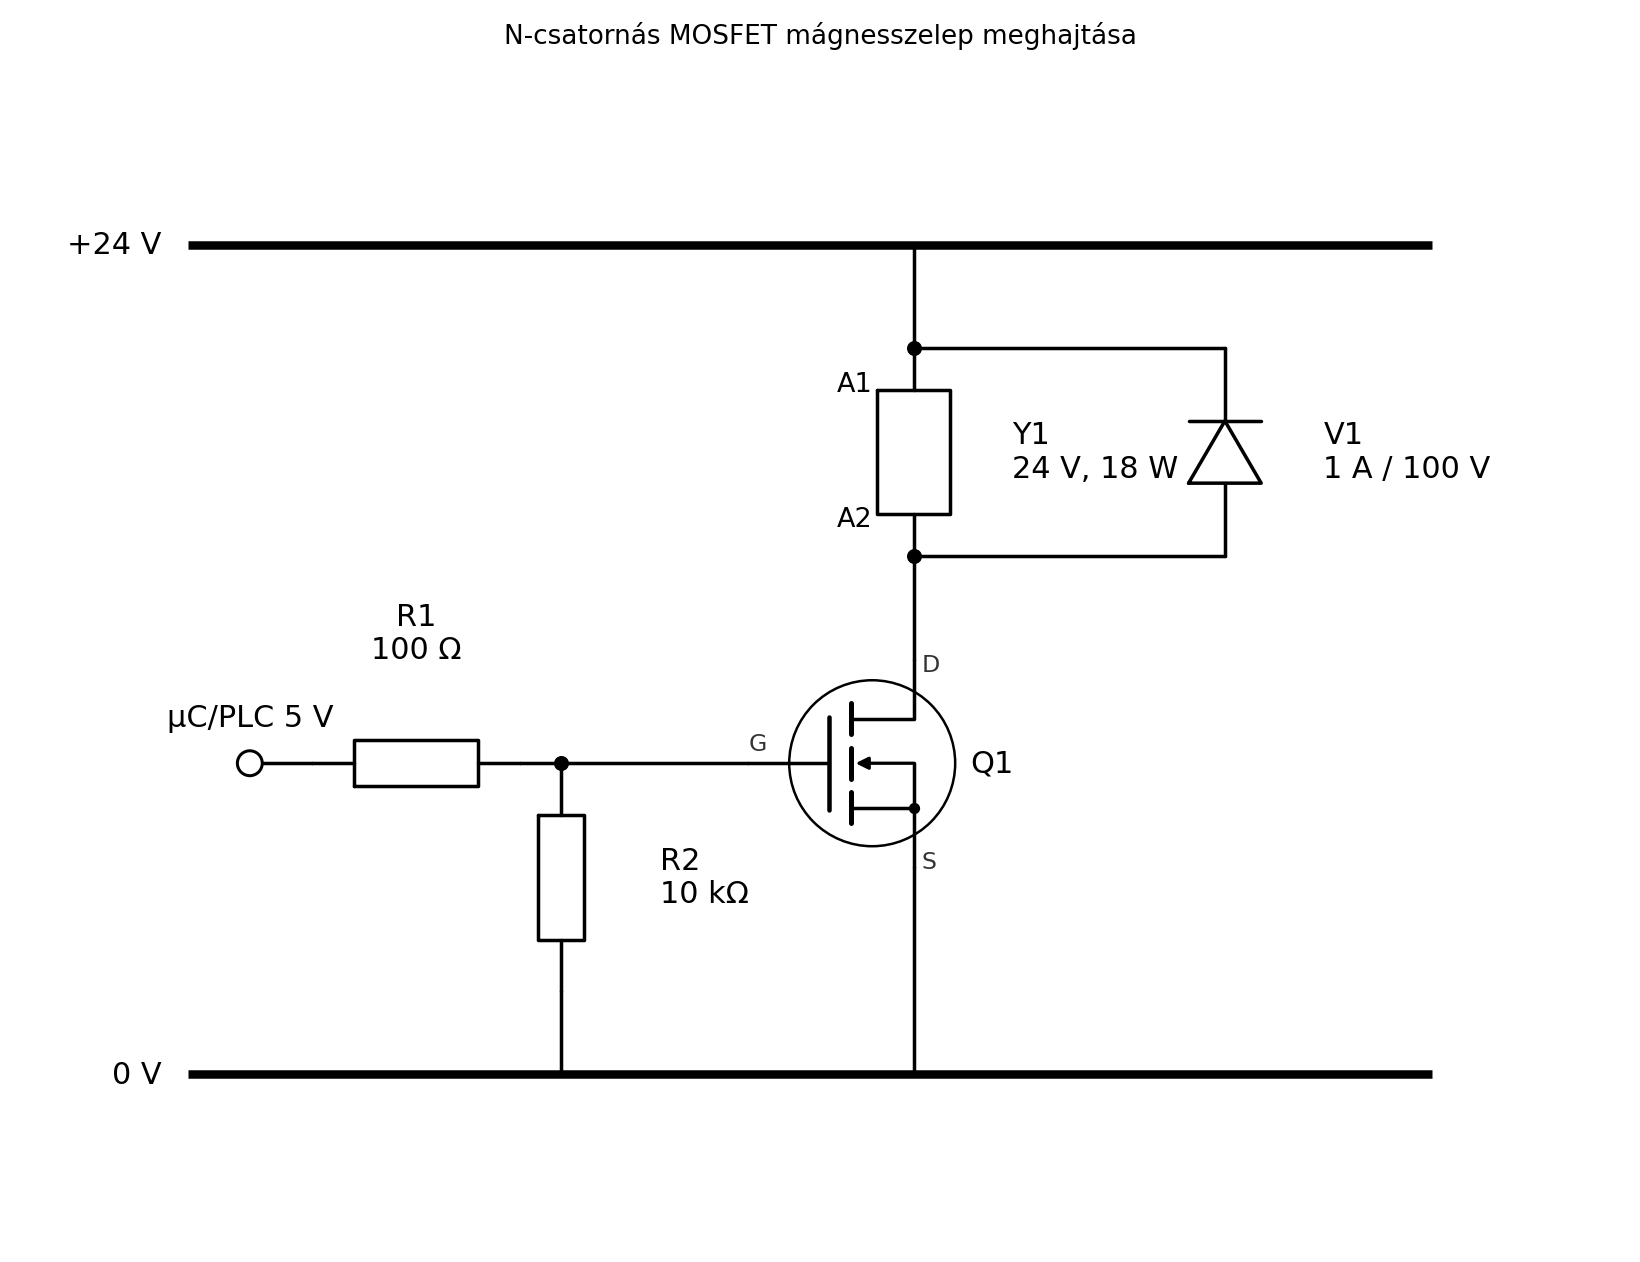 N-csatornás MOSFET mágnesszelep meghajtása
+24 V
A1
Y1
24 V, 18 W
V1
1 A / 100 V
A2
R1
100 Ω
D
µC/PLC 5 V
G
Q1
R2
10 kΩ
S
0 V